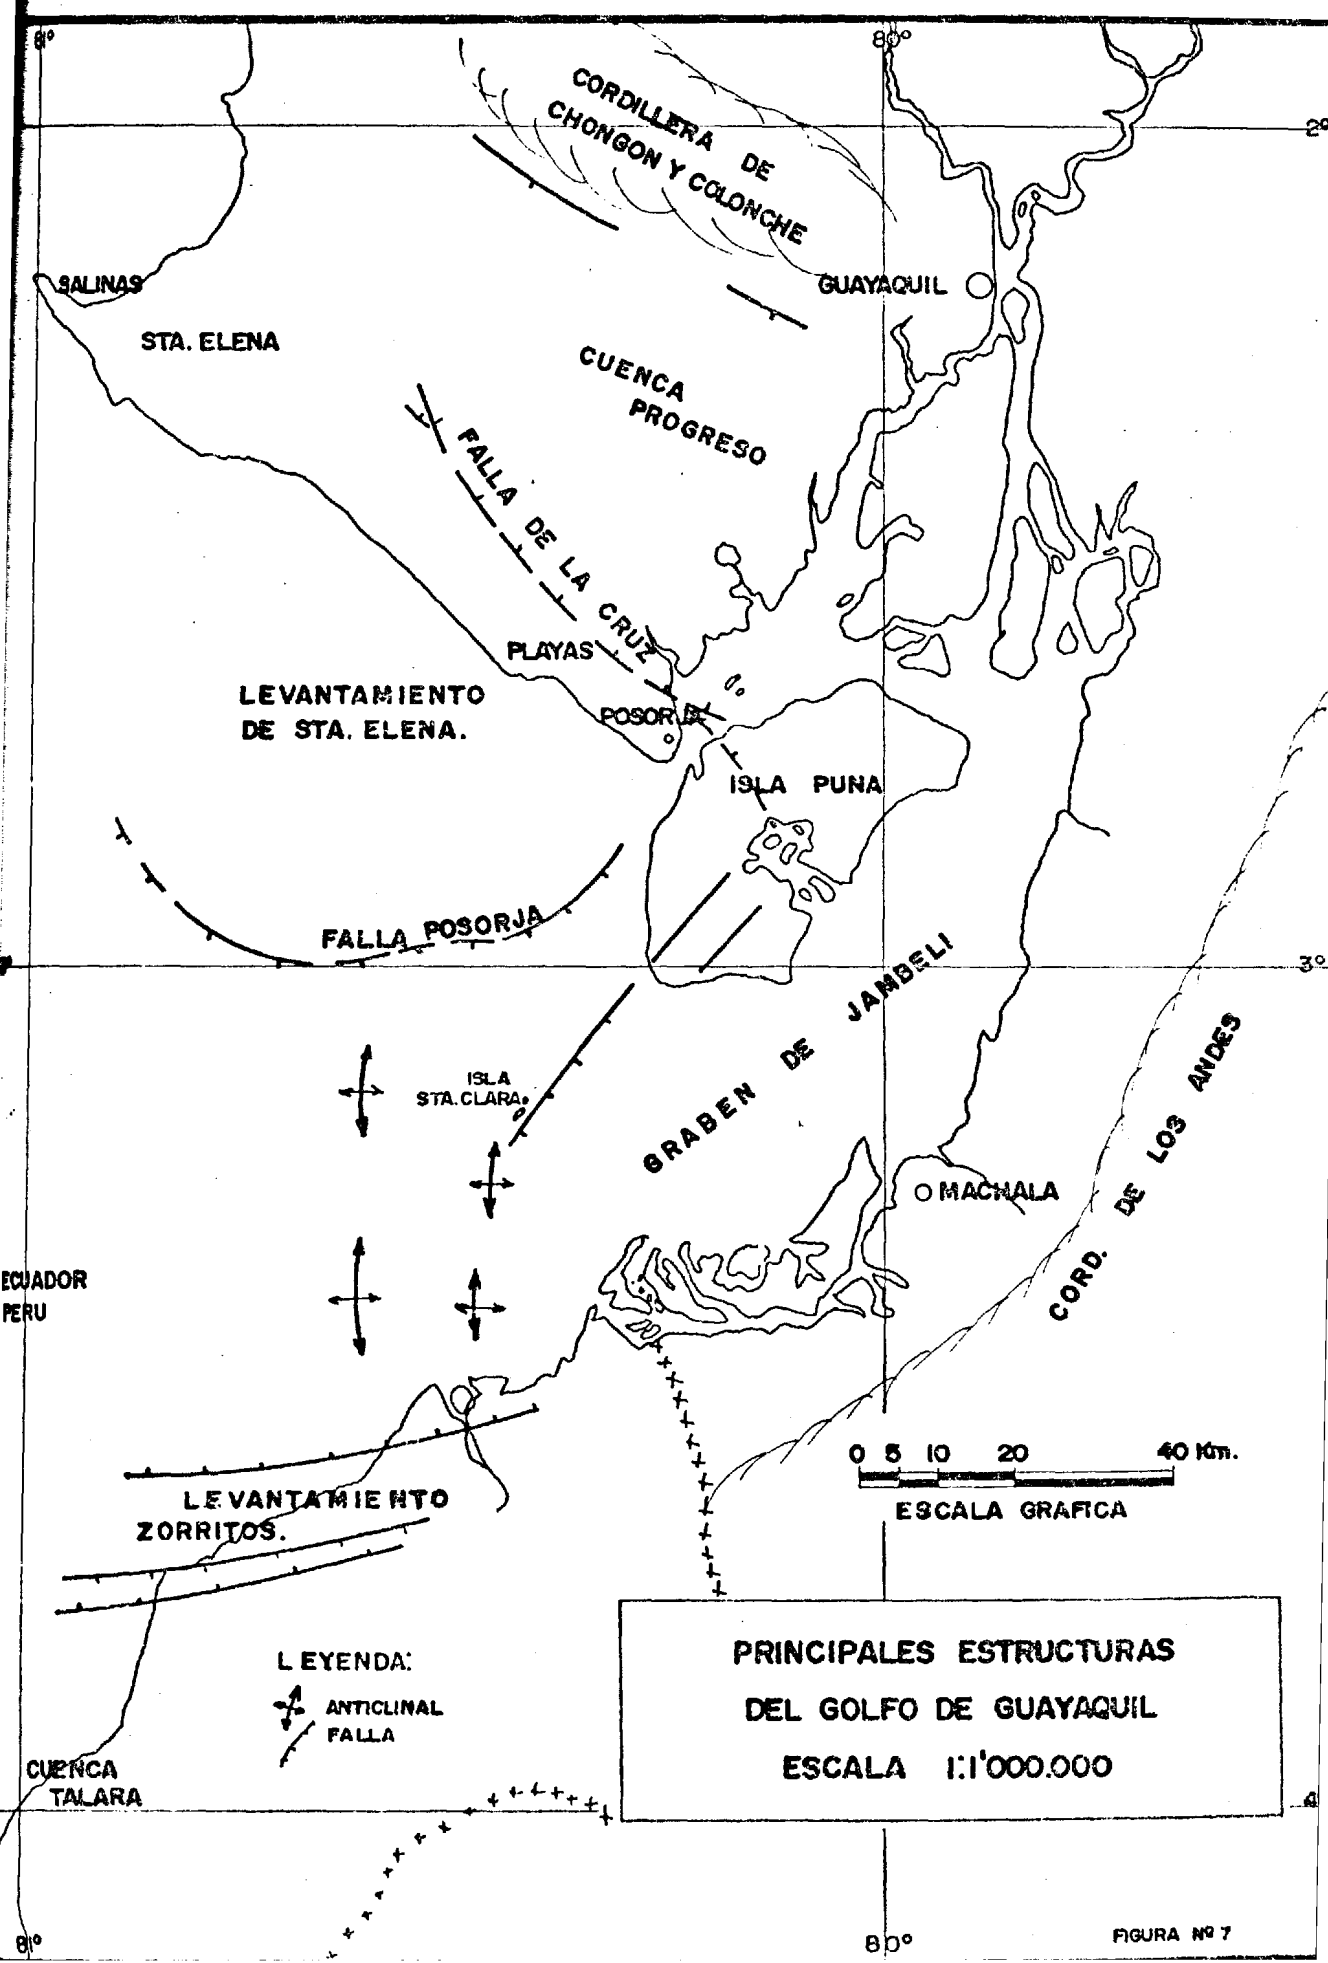 81°
80°
2°
CORDILLERA DE
CHONGON Y COLONCHE
SALINAS
GUAYAQUIL
STA. ELENA
CUENCA
PROGRESO
FALLA DE LA CRUZ
PLAYAS
LEVANTAMIENTO
DE STA. ELENA.
POSORJA
ISLA PUNA
FALLA POSORJA
3°
GRABEN DE JAMBELI
ISLA
STA. CLARA
CORD. DE LOS ANDES
MACHALA
ECUADOR
PERU
0 5 10 20 40 Km.
ESCALA GRAFICA
LEVANTAMIENTO
ZORRITOS.
LEYENDA:
ANTICLINAL
FALLA
PRINCIPALES ESTRUCTURAS
DEL GOLFO DE GUAYAQUIL
ESCALA 1:1'000.000
CUENCA
TALARA
4
81°
80°
FIGURA Nº 7